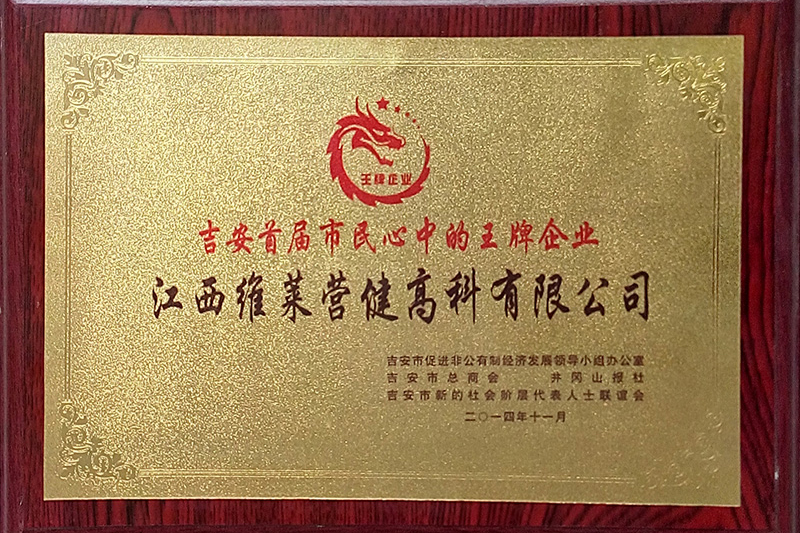 王牌企业
吉安首届市民心中的王牌企业
江西维莱营健高科有限公司
吉安市促进非公有制经济发展领导小组办公室
吉安市总商会 井冈山报社
吉安市新的社会阶层代表人士联谊会
二〇一四年十一月